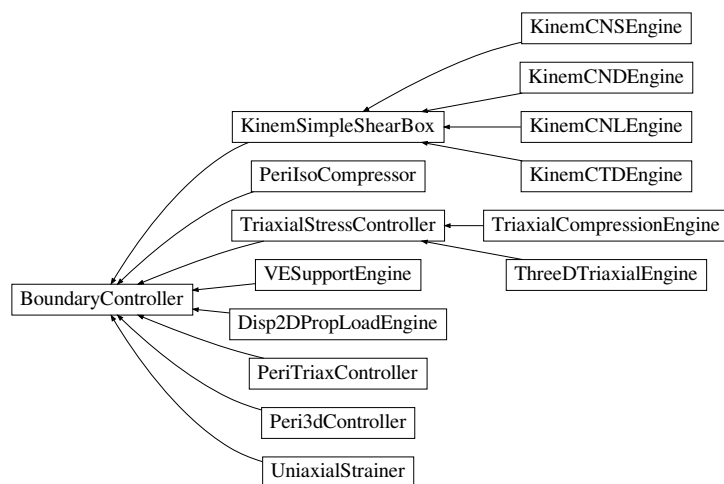 KinemCNSEngine
KinemCNDEngine
KinemSimpleShearBox
KinemCNLEngine
KinemCTDEngine
PeriIsoCompressor
TriaxialStressController
TriaxialCompressionEngine
VESupportEngine
ThreeDTriaxialEngine
BoundaryController
Disp2DPropLoadEngine
PeriTriaxController
Peri3dController
UniaxialStrainer